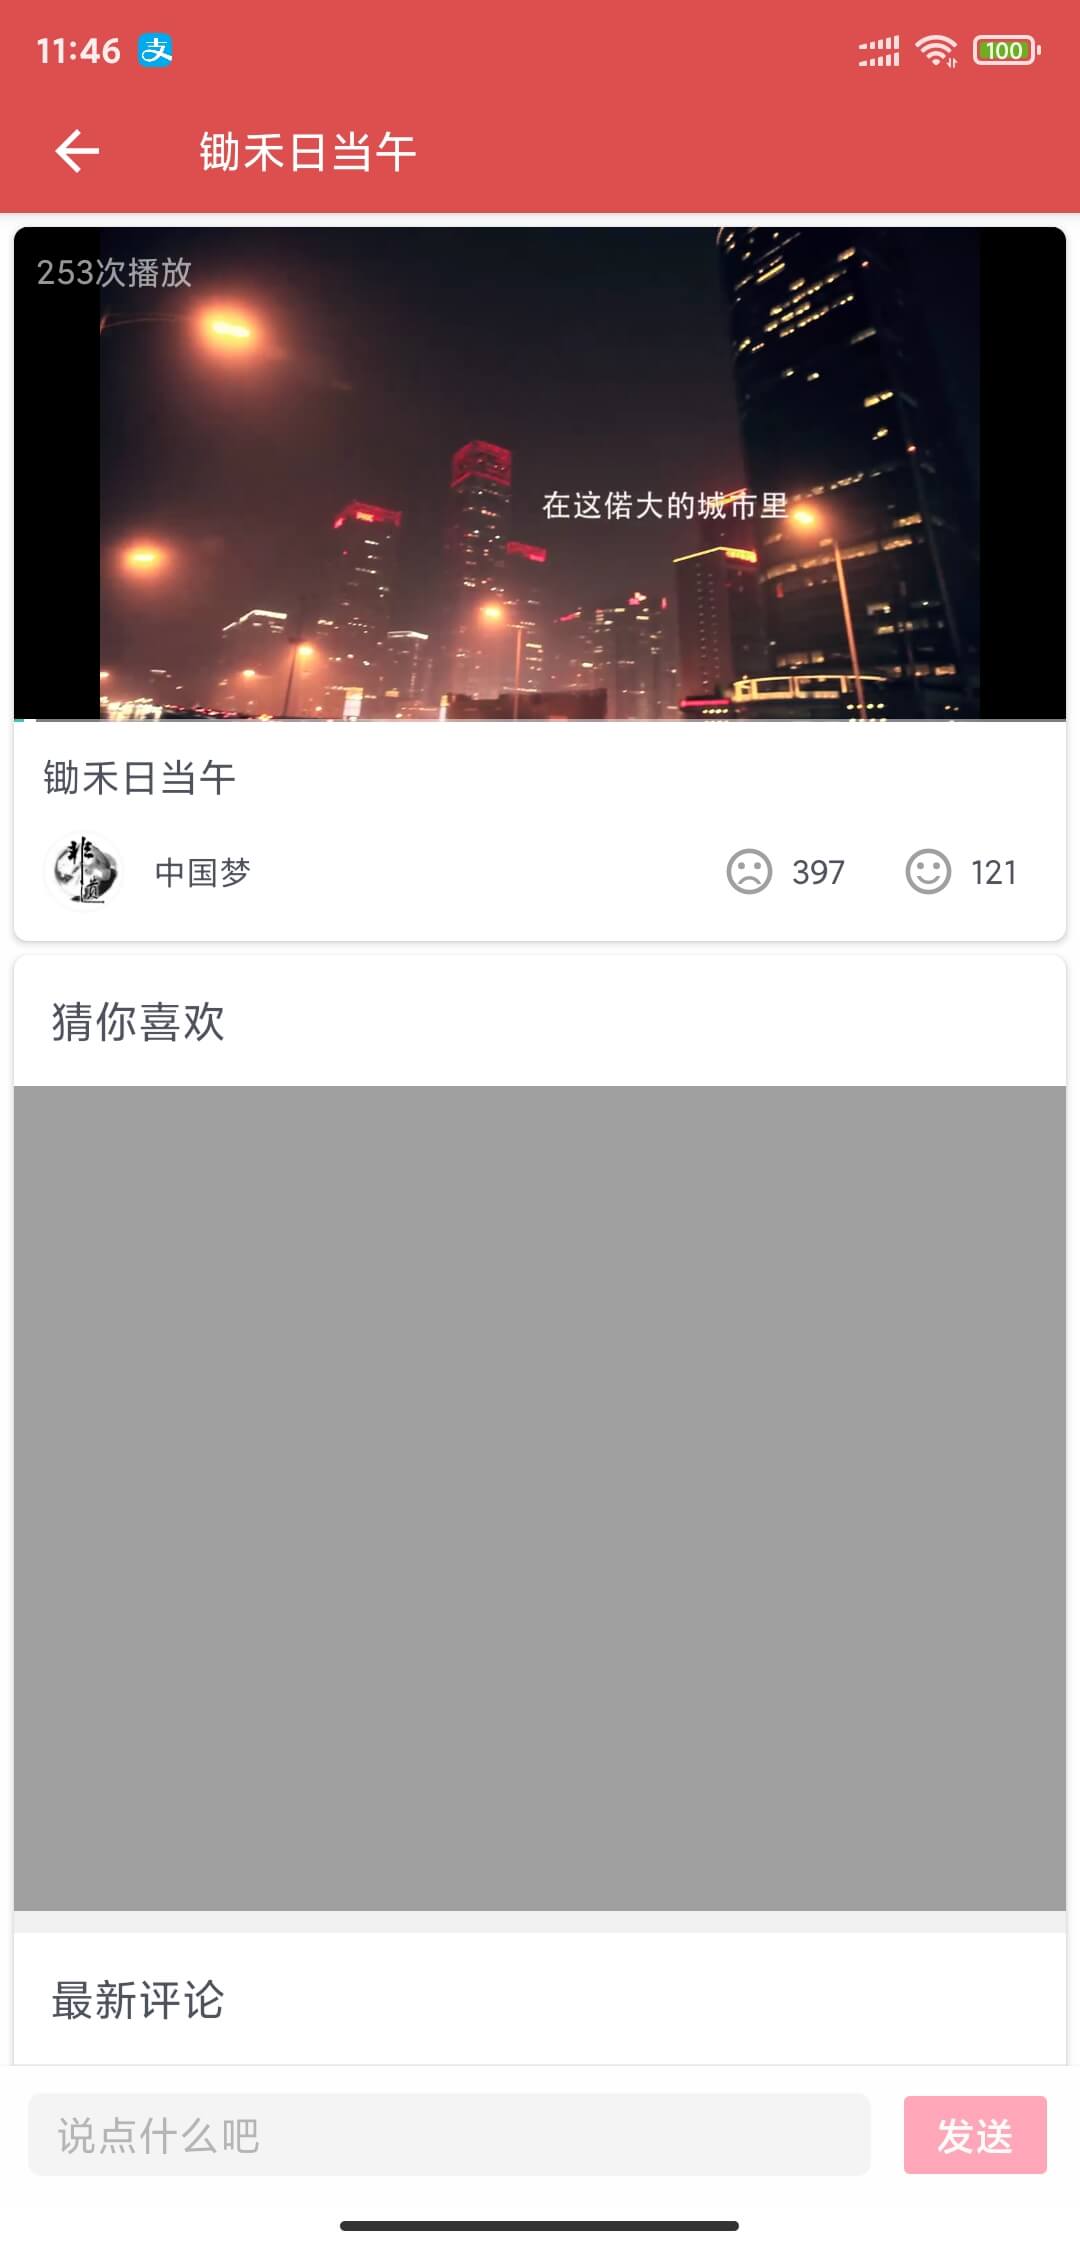 11:46
支
100
锄禾日当午
253次播放
在这偌大的城市里
锄禾日当午
非
道
中国梦
397
121
猜你喜欢
最新评论
说点什么吧
发送